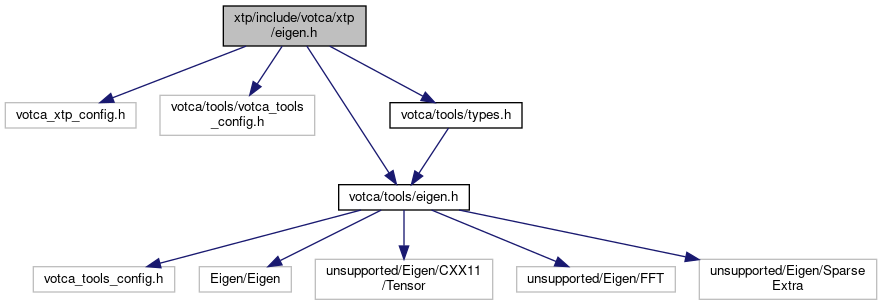 xtp/include/votca/xtp
/eigen.h
votca_xtp_config.h
votca/tools/votca_tools
_config.h
votca/tools/types.h
votca/tools/eigen.h
votca_tools_config.h
Eigen/Eigen
unsupported/Eigen/CXX11
/Tensor
unsupported/Eigen/FFT
unsupported/Eigen/Sparse
Extra